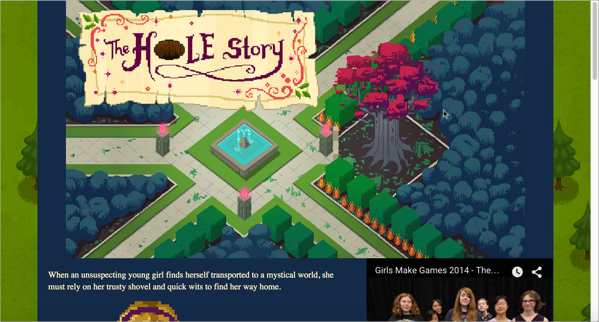 The HOLE Story
When an unsuspecting young girl finds herself transported to a mystical world, she
must rely on her trusty shovel and quick wits to find her way home.
Girls Make Games 2014 - The...